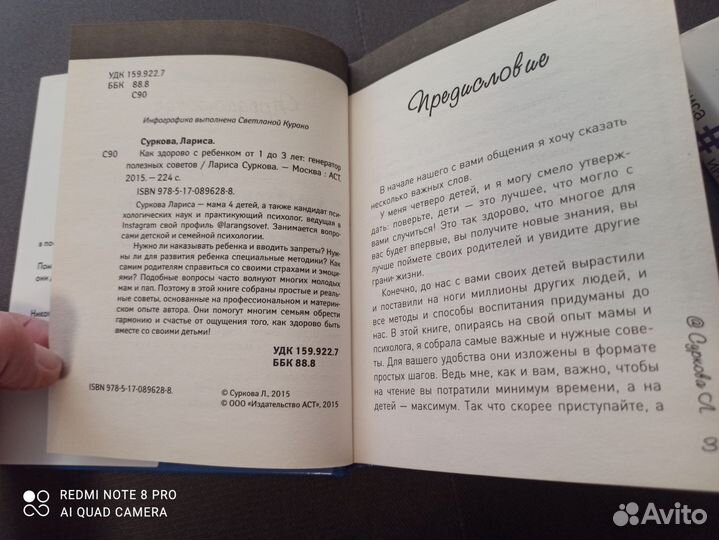 УДК 159.922.7
ББК 88.8
С90
Инфографика выполнена Светланой Курако
Суркова, Лариса.
С90 Как здорово с ребенком от 1 до 3 лет: генератор
полезных советов / Лариса Суркова. — Москва : АСТ,
2015. — 224 с.
ISBN 978-5-17-089628-8.
Суркова Лариса — мама 4 детей, а также кандидат пси-
хологических наук и практикующий психолог, ведущая в
Instagram свой профиль @larangsovet. Занимается вопро-
сами детской и семейной психологии.
Нужно ли наказывать ребенка и вводить запреты? Нуж-
ны ли для развития ребенка специальные методики? Как
самим родителям справиться со своими страхами и эмоци-
ями? Подобные вопросы часто волнуют многих молодых
мам и пап. Поэтому в этой книге собраны простые и реаль-
ные советы, основанные на профессиональном и материн-
ском опыте автора. Они помогут многим семьям обрести
гармонию и счастье от ощущения того, как здорово быть
вместе со своими детьми!
УДК 159.922.7
ББК 88.8
ISBN 978-5-17-089628-8.
© Суркова Л., 2015
© ООО «Издательство АСТ», 2015
Предисловие
В начале нашего с вами общения я хочу сказать
несколько важных слов.
У меня четверо детей, и я могу смело утверж-
дать: поверьте, дети — это лучшее, что могло с
вами случиться! Это так здорово, что многое для
вас будет впервые, вы получите новые знания, вы
лучше поймете своих родителей и увидите другие
грани жизни.
Конечно, до нас с вами своих детей вырастили
и поставили на ноги миллионы других людей, и
все методы и способы воспитания придуманы до
нас. В этой книге, опираясь на свой опыт мамы и
психолога, я собрала самые важные и нужные сове-
ты. Для вашего удобства они изложены в формате
простых шагов. Ведь мне, как и вам, важно, чтобы
на чтение вы потратили минимум времени, а на
детей — максимум. Так что скорее приступайте, а
@ Суркова Л.
3
REDMI NOTE 8 PRO
AI QUAD CAMERA
Avito